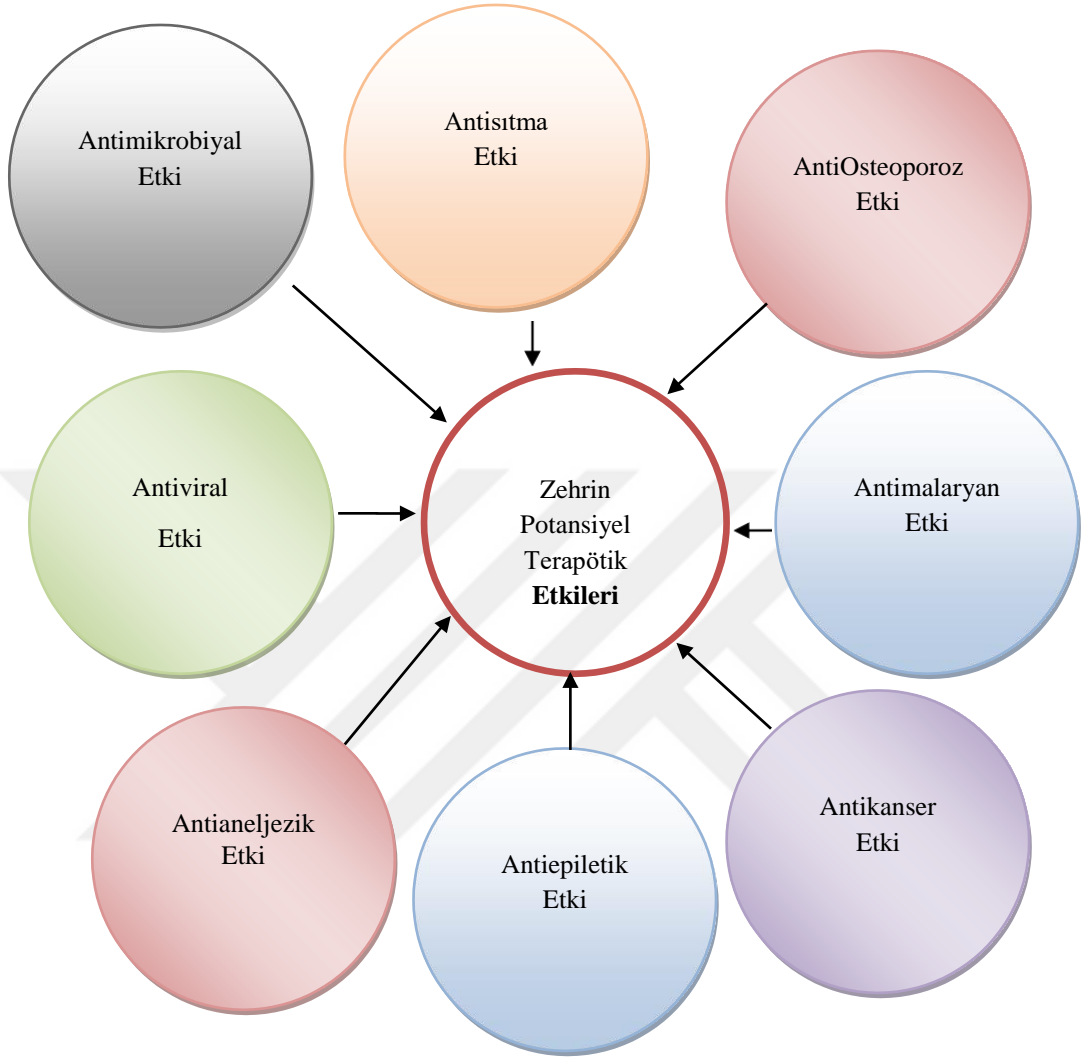 Antimikrobiyal
Etki
Antisıtma
Etki
AntiOsteoporoz
Etki
Antiviral
Etki
Zehrin
Potansiyel
Terapötik
Etkileri
Antimalaryan
Etki
Antianeljezik
Etki
Antiepiletik
Etki
Antikanser
Etki